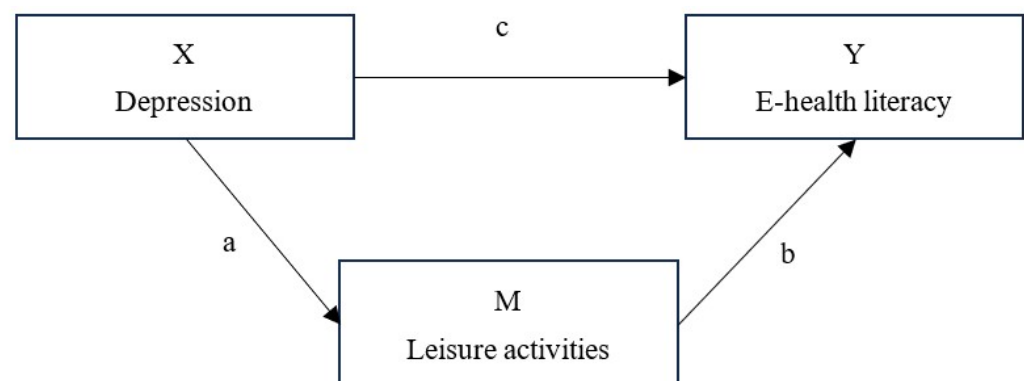 c
X
Depression
Y
E-health literacy
a
b
M
Leisure activities